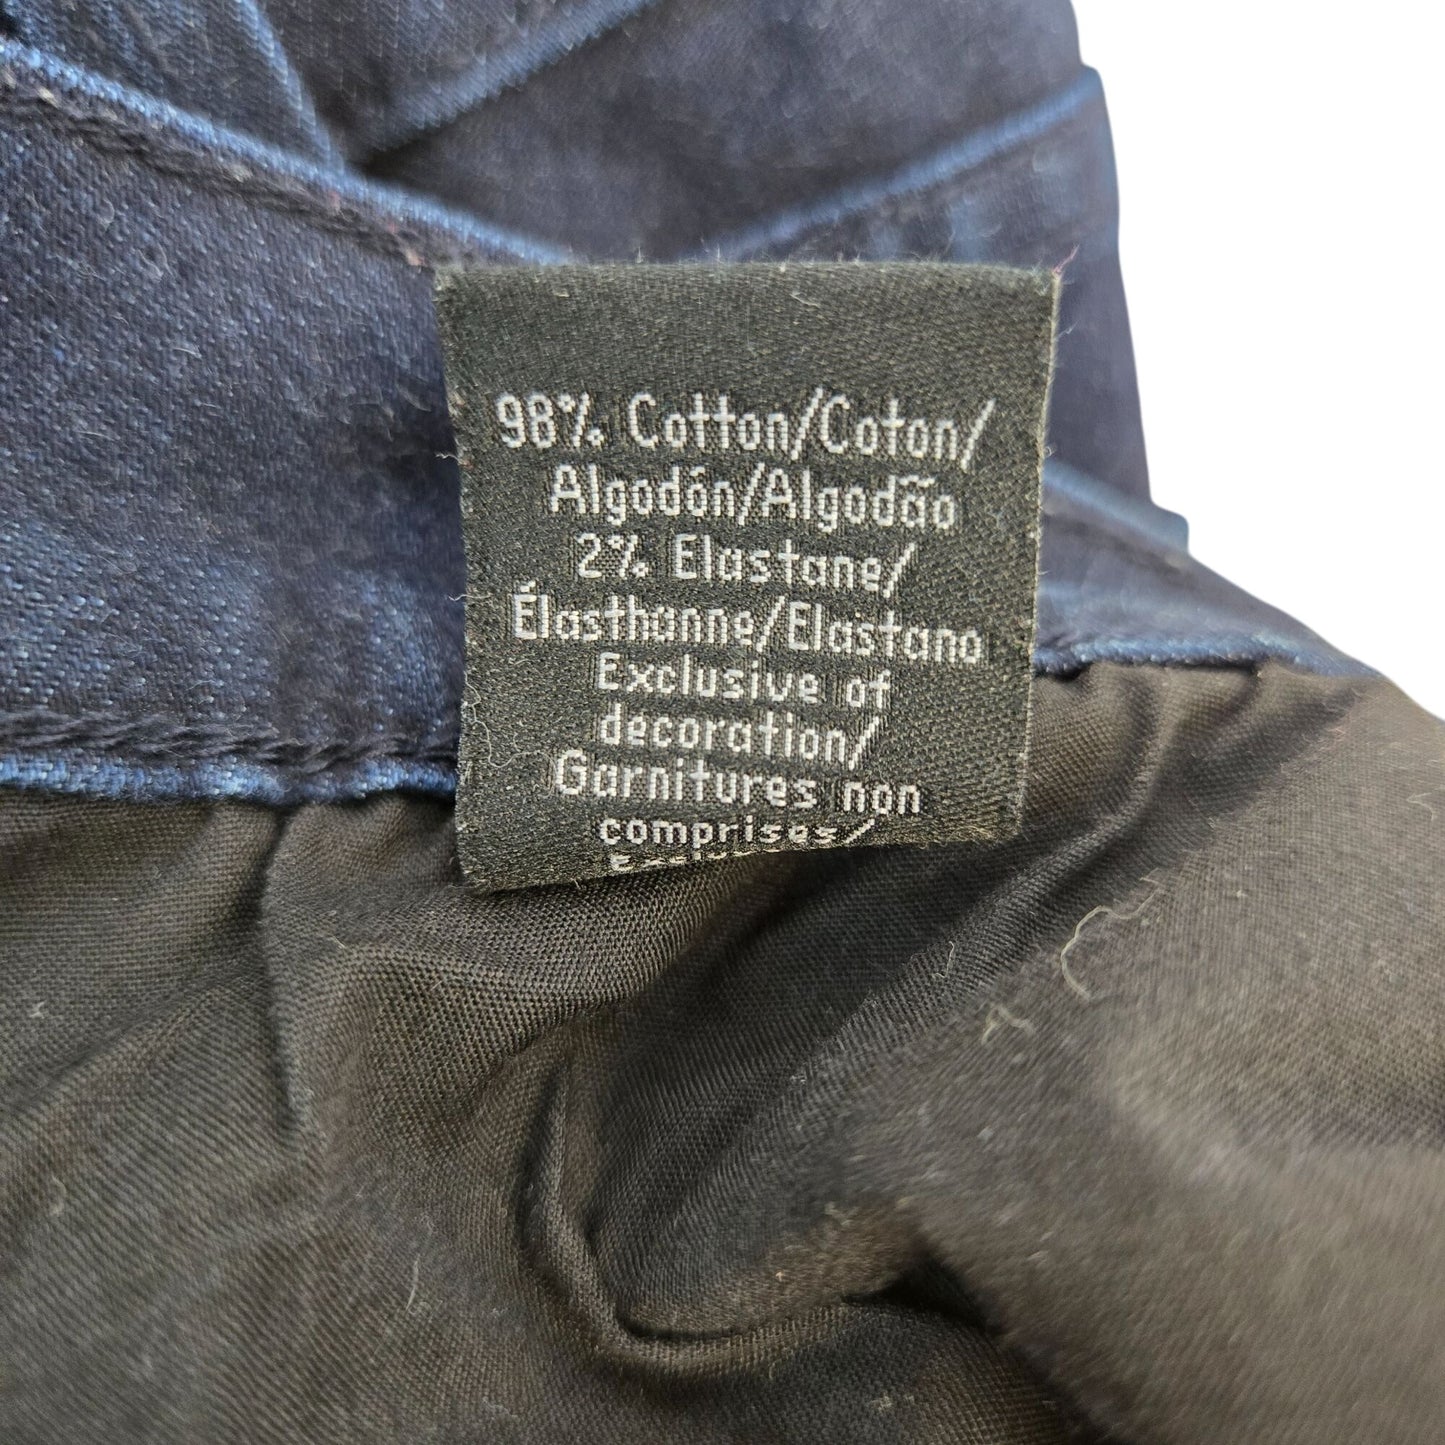 98% Cotton/Coton/
Algodón/Algodão
2% Elastane/
Élasthanne/Elastano
Exclusive of
decoration/
Garnitures non
comprises/